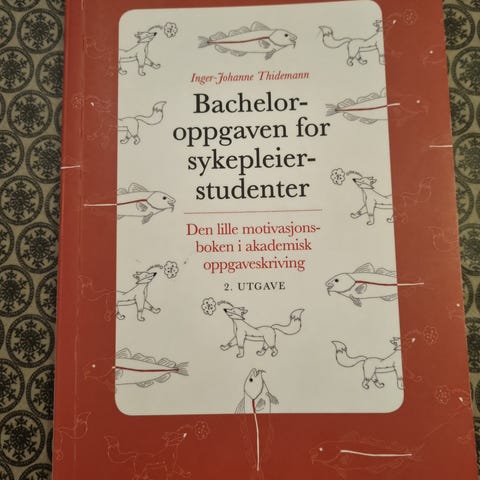 Inger-Johanne Thidemann
Bachelor-
oppgaven for
sykepleier-
studenter
Den lille motivasjons-
boken i akademisk
oppgaveskriving
2. UTGAVE